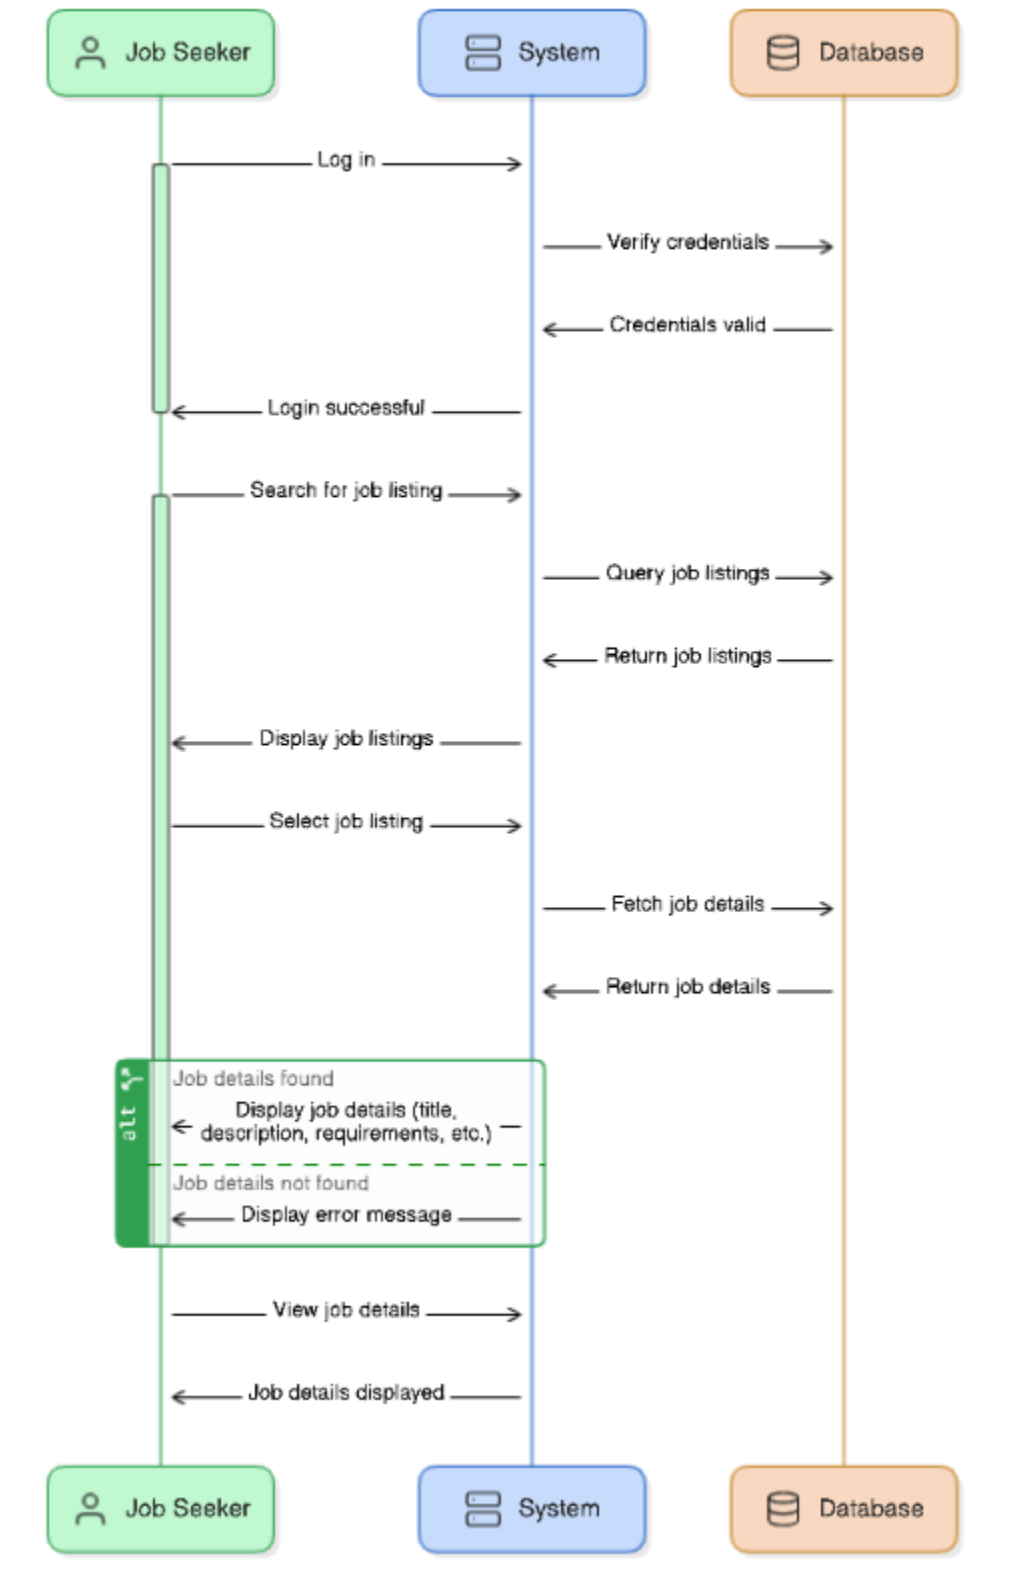 Job Seeker
System
Database
Log in
Verify credentials
Credentials valid
Login successful
Search for job listing
Query job listings
Return job listings
Display job listings
Select job listing
Fetch job details
Return job details
alt
Job details found
Display job details (title,
description, requirements, etc.)
Job details not found
Display error message
View job details
Job details displayed
Job Seeker
System
Database